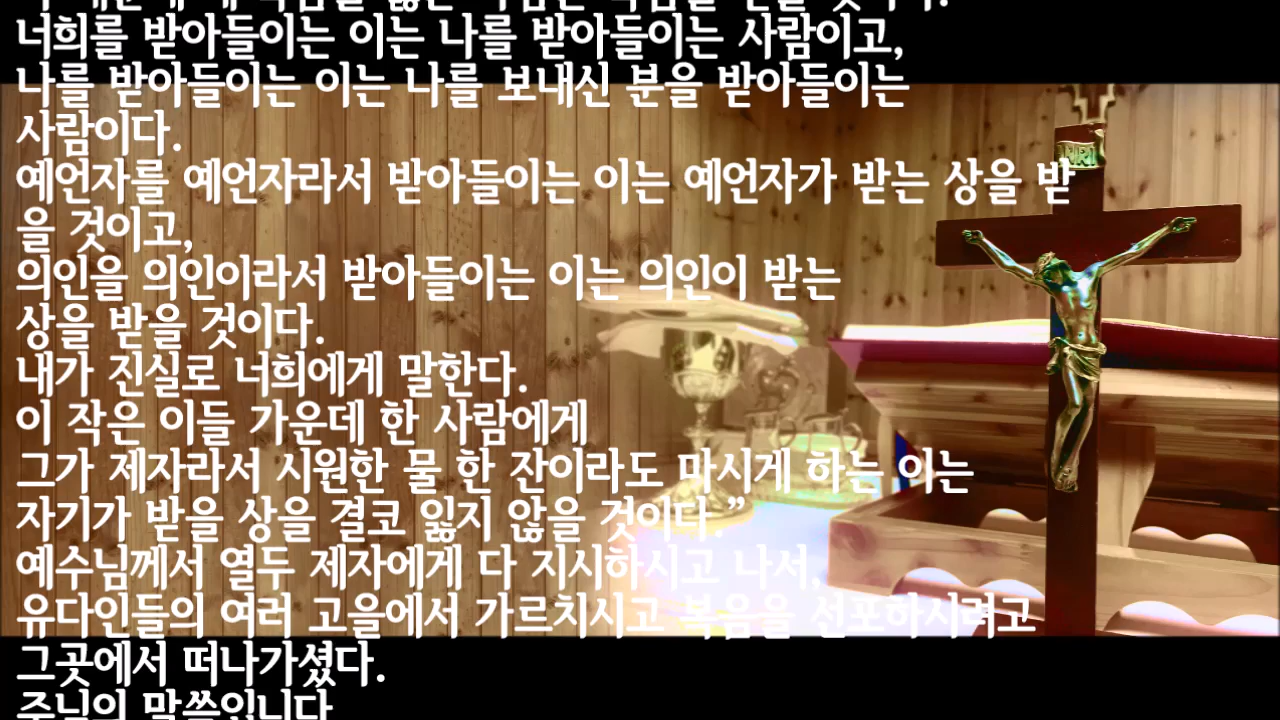 너희를 받아들이는 이는 나를 받아들이는 사람이고,
나를 받아들이는 이는 나를 보내신 분을 받아들이는
사람이다.
예언자를 예언자라서 받아들이는 이는 예언자가 받는 상을 받
을 것이고,
의인을 의인이라서 받아들이는 이는 의인이 받는
상을 받을 것이다.
내가 진실로 너희에게 말한다.
이 작은 이들 가운데 한 사람에게
그가 제자라서 시원한 물 한 잔이라도 마시게 하는 이는
자기가 받을 상을 결코 잃지 않을 것이다.”
예수님께서 열두 제자에게 다 지시하시고 나서,
유다인들의 여러 고을에서 가르치시고 복음을 선포하시려고
그곳에서 떠나가셨다.
주님의 말씀입니다
INRI